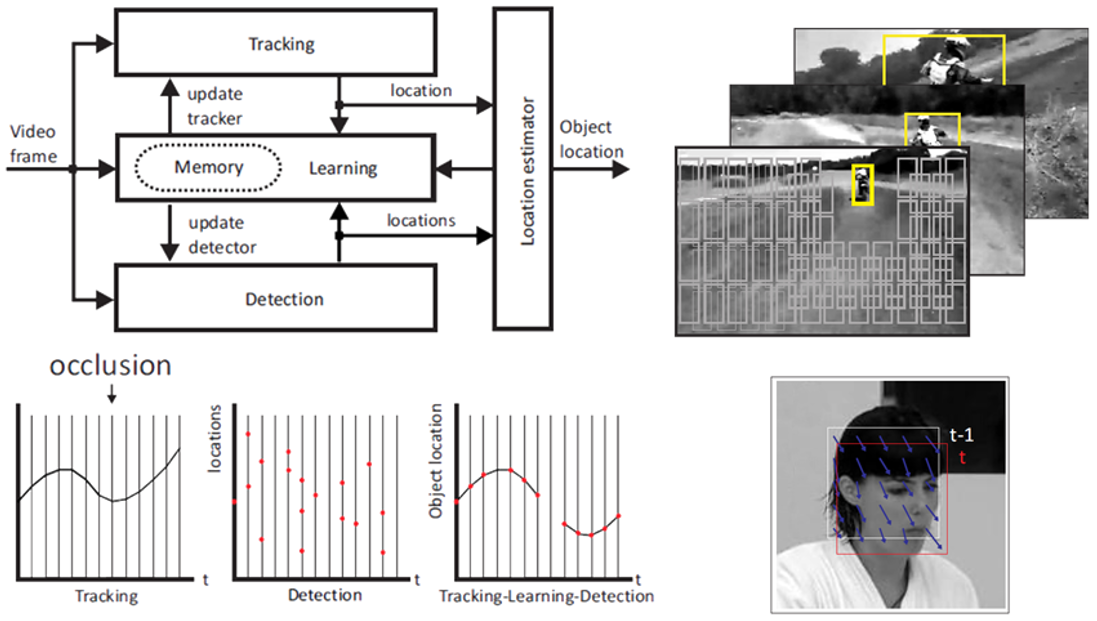 Tracking
location
update
tracker
Video
frame
Memory
Learning
Location estimator
Object
location
update
detector
locations
Detection
occlusion
t
Tracking
locations
t
Detection
Object location
t
Tracking-Learning-Detection
t-1
t